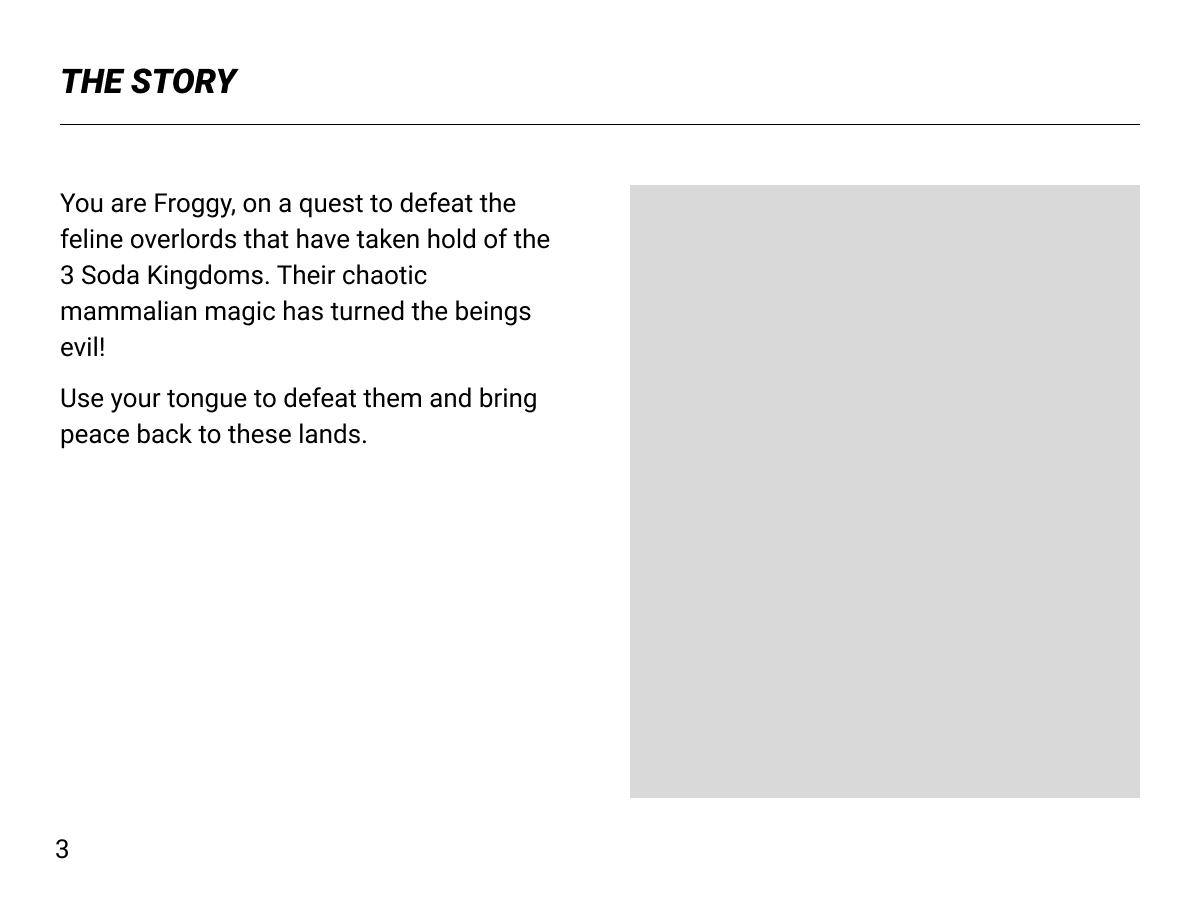 THE STORY
You are Froggy, on a quest to defeat the
feline overlords that have taken hold of the
3 Soda Kingdoms. Their chaotic
mammalian magic has turned the beings
evil!
Use your tongue to defeat them and bring
peace back to these lands.
3